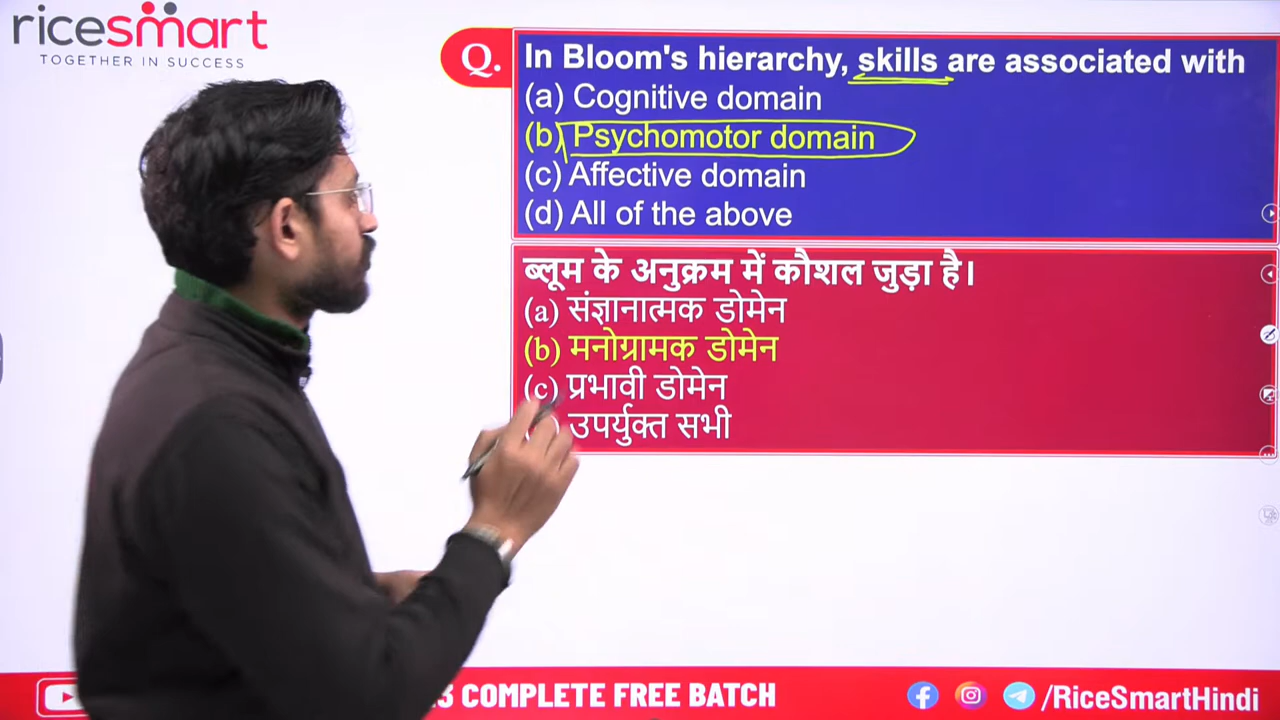 ricesmart
TOGETHER IN SUCCESS
Q. In Bloom's hierarchy, skills are associated with
(a) Cognitive domain
(b) Psychomotor domain
(c) Affective domain
(d) All of the above
ब्लूम के अनुक्रम में कौशल जुड़ा है।
(a) संज्ञानात्मक डोमेन
(b) मनोग्रामक डोमेन
(c) प्रभावी डोमेन
उपर्युक्त सभी
COMPLETE FREE BATCH
/RiceSmartHindi